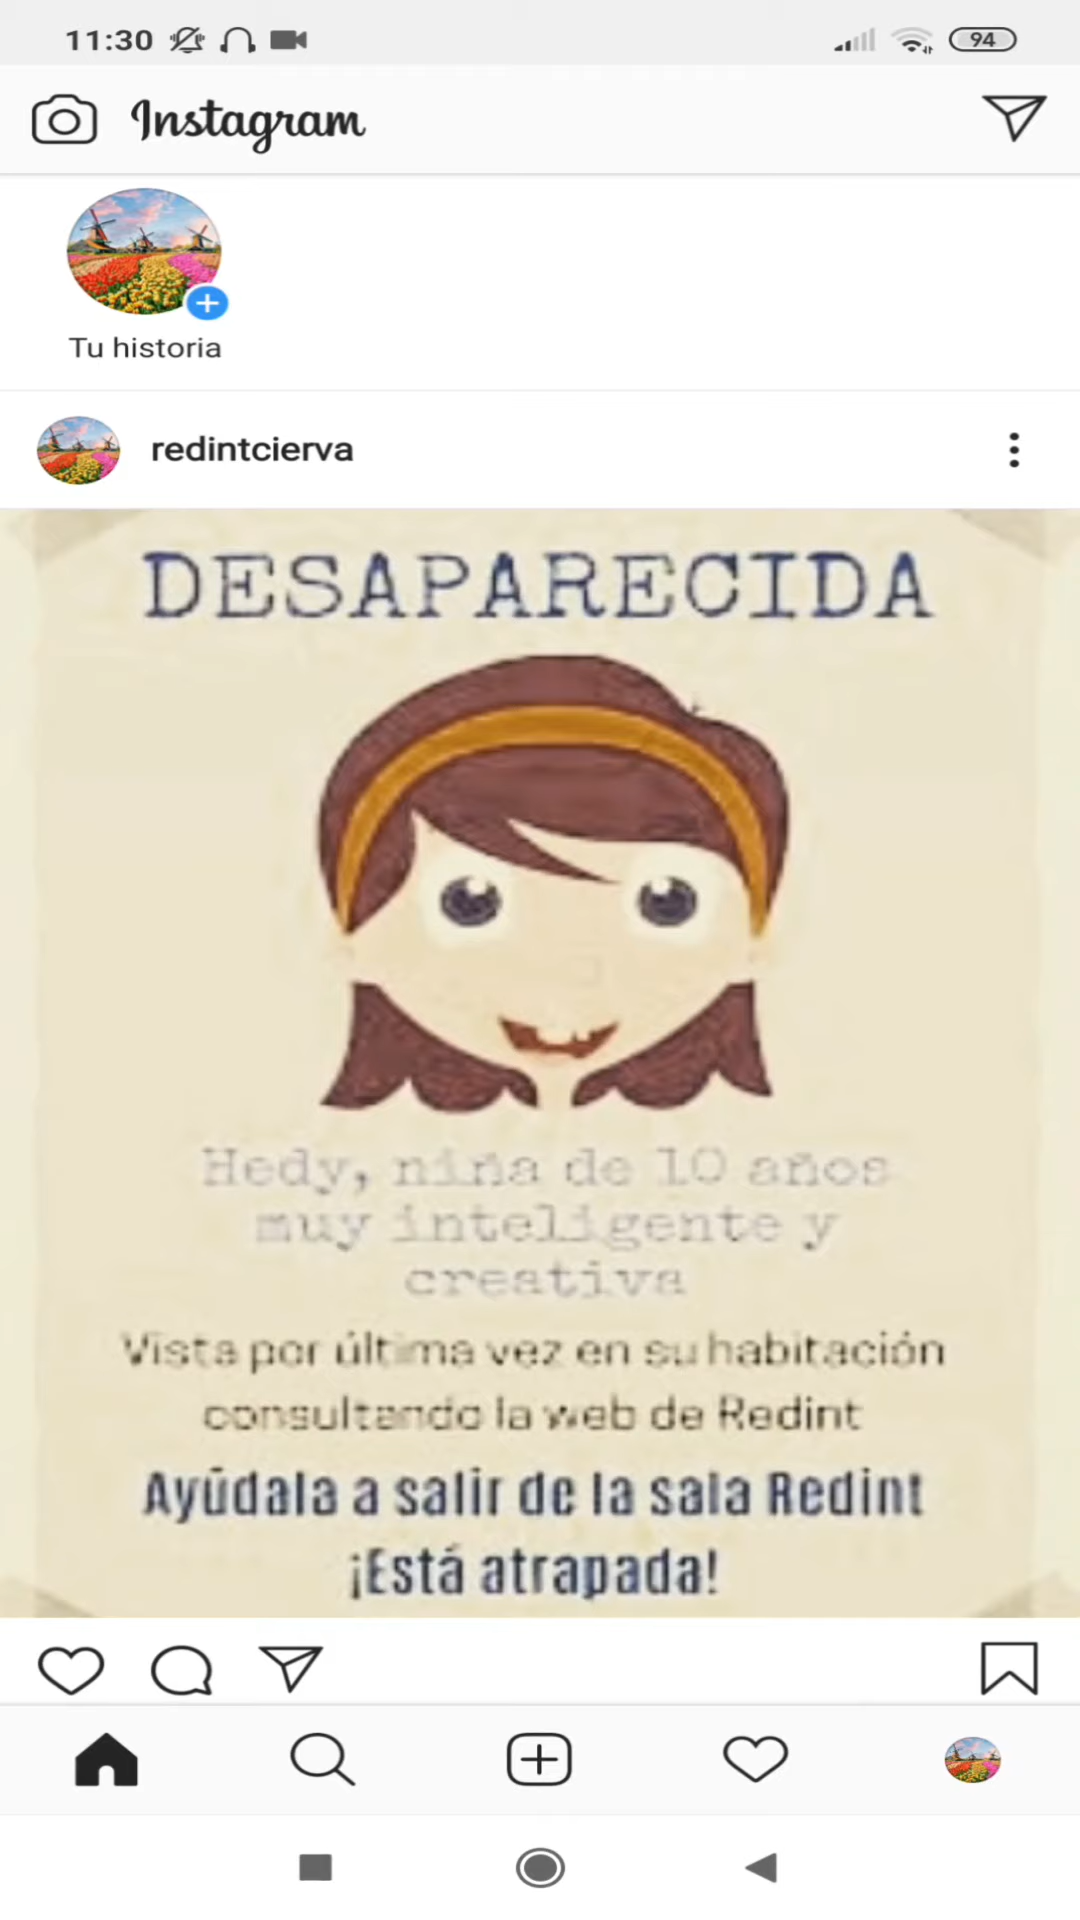 11:30
94
Instagram
Tu historia
redintcierva
DESAPARECIDA
Hedy, niña de 10 años
muy inteligente y
creativa
Vista por última vez en su habitación
consultando la web de Redint
Ayúdala a salir de la sala Redint
¡Está atrapada!